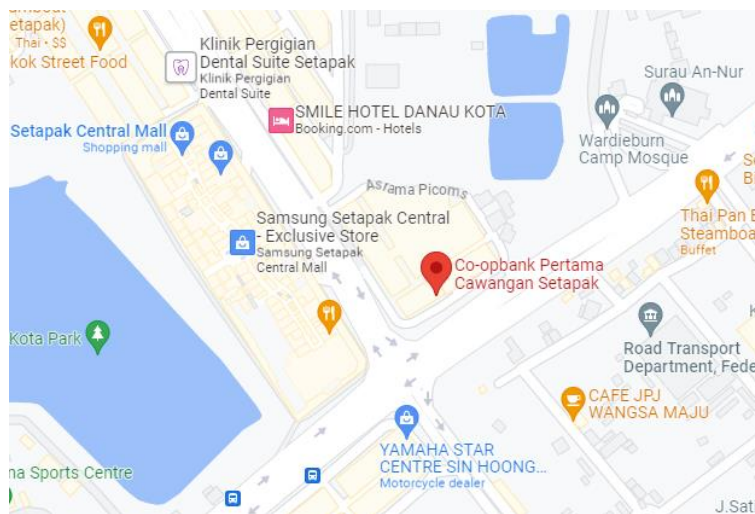 etapak)
Thai • $$
kok Street Food
Klinik Pergigian
Dental Suite Setapak
Klinik Pergigian
Dental Suite
SMILE HOTEL DANAU KOTA
Booking.com - Hotels
Surau An-Nur
Setapak Central Mall
Shopping mall
Wardieburn
Camp Mosque
Asrama Picoms
Samsung Setapak Central
- Exclusive Store
Samsung Setapak
Central Mall
Thai Pan
Steamboa
Buffet
Co-opbank Pertama
Cawangan Setapak
Kota Park
Road Transport
Department, Fede
CAFE JPJ
WANGSA MAJU
YAMAHA STAR
CENTRE SIN HOONG...
Motorcycle dealer
na Sports Centre
J.Sat